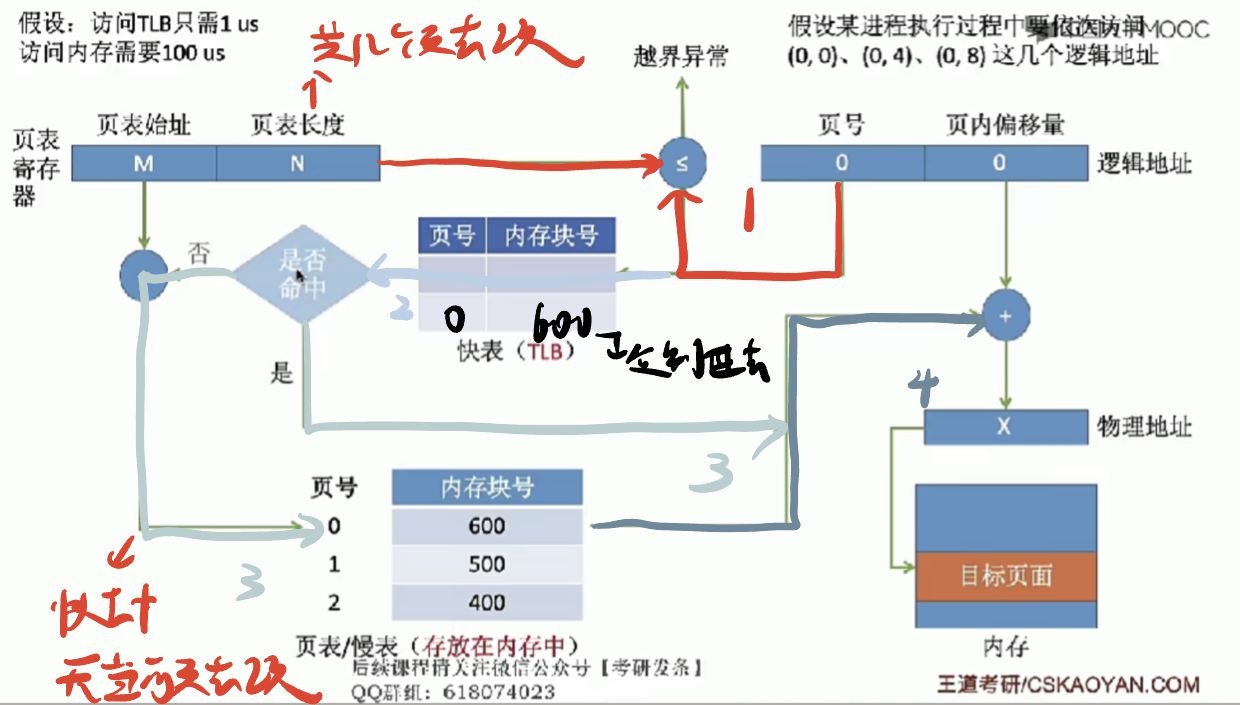 假设：访问TLB只需1 us
访问内存需要100 us
假设某进程执行过程中要依次访问
MOOC
(0, 0)、(0, 4)、(0, 8) 这几个逻辑地址
越界异常
页表始址
页表长度
页号
页内偏移量
页表寄存器
M
N
≤
0
0
逻辑地址
1
页号
内存块号
否
是否命中
2
0
600
快表（TLB）
是
+
4
X
物理地址
3
页号
内存块号
0
600
1
500
2
400
3
目标页面
内存
页表/慢表（存放在内存中）
后续课程请关注微信公众号【考研发条】
QQ群组：618074023
王道考研/CSKAOYAN.COM